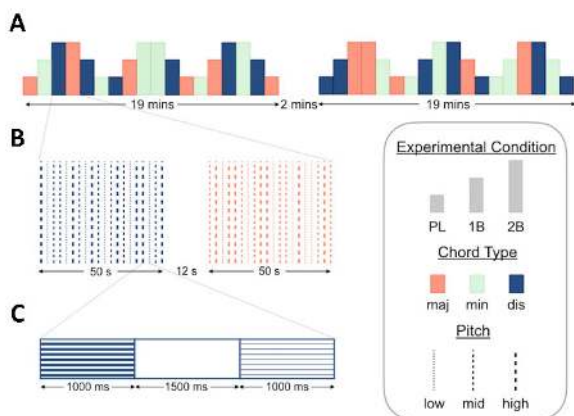 A
19 mins
2 mins
19 mins
B
50 s
12 s
50 s
C
1000 ms
1500 ms
1000 ms
Experimental Condition
PL 1B 2B
Chord Type
maj min dis
Pitch
low mid high